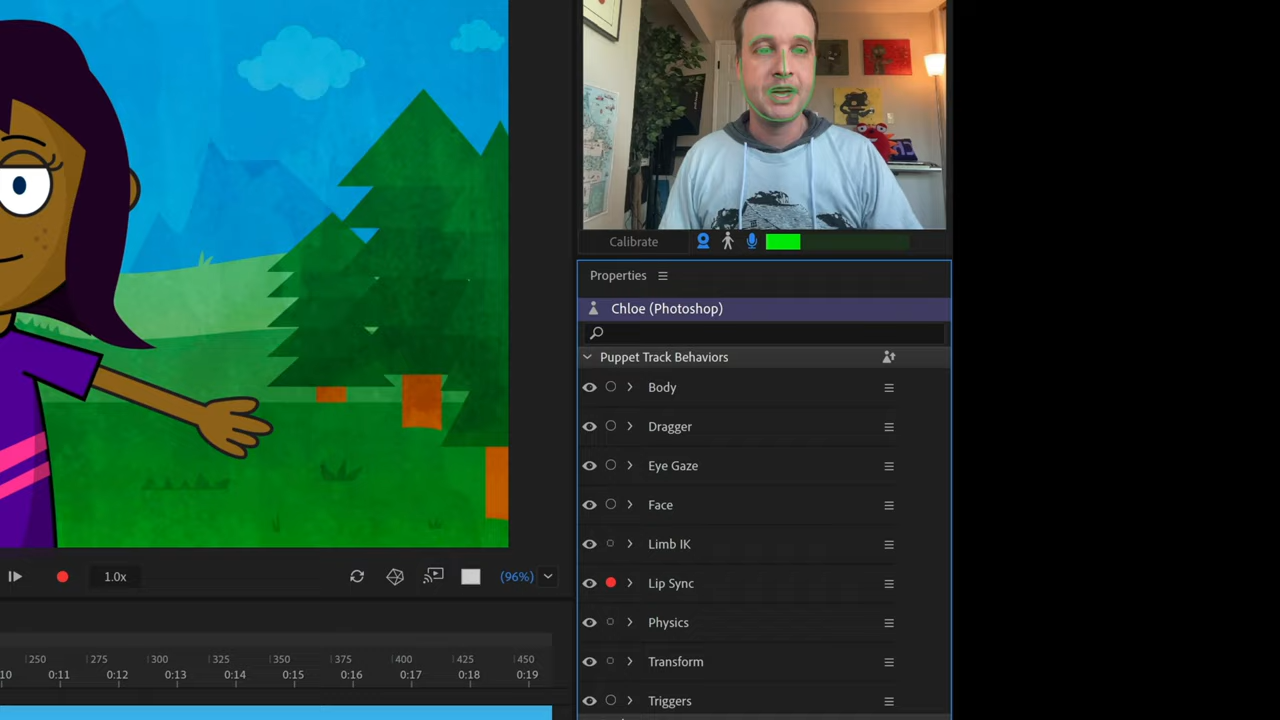 Calibrate
Properties
Chloe (Photoshop)
Puppet Track Behaviors
Body
Dragger
Eye Gaze
Face
Limb IK
Lip Sync
Physics
Transform
Triggers
1.0x
(96%)
250 275 300 325 350 375 400 425 450
10 0:11 0:12 0:13 0:14 0:15 0:16 0:17 0:18 0:19